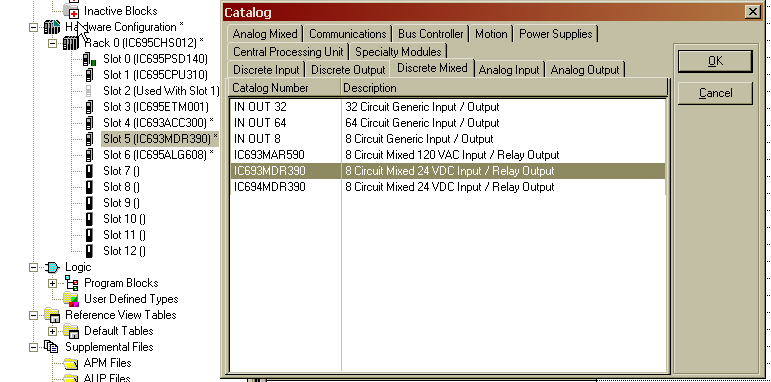 Inactive Blocks
Hardware Configuration *
Rack 0 (IC695CHS012) *
Slot 0 (IC695PSD140)
Slot 1 (IC695CPU310)
Slot 2 (Used With Slot 1)
Slot 3 (IC695ETM001)
Slot 4 (IC693ACC300) *
Slot 5 (IC693MDR390) *
Slot 6 (IC695ALG608) *
Slot 7 ()
Slot 8 ()
Slot 9 ()
Slot 10 ()
Slot 11 ()
Slot 12 ()
Logic
Program Blocks
User Defined Types
Reference View Tables
Default Tables
Supplemental Files
APM Files
AUP Files
Catalog
Analog Mixed Communications Bus Controller Motion Power Supplies
Central Processing Unit Specialty Modules
Discrete Input Discrete Output Discrete Mixed Analog Input Analog Output
Catalog Number Description
IN OUT 32 32 Circuit Generic Input / Output
IN OUT 64 64 Circuit Generic Input / Output
IN OUT 8 8 Circuit Generic Input / Output
IC693MAR590 8 Circuit Mixed 120 VAC Input / Relay Output
IC693MDR390 8 Circuit Mixed 24 VDC Input / Relay Output
IC694MDR390 8 Circuit Mixed 24 VDC Input / Relay Output
OK
Cancel